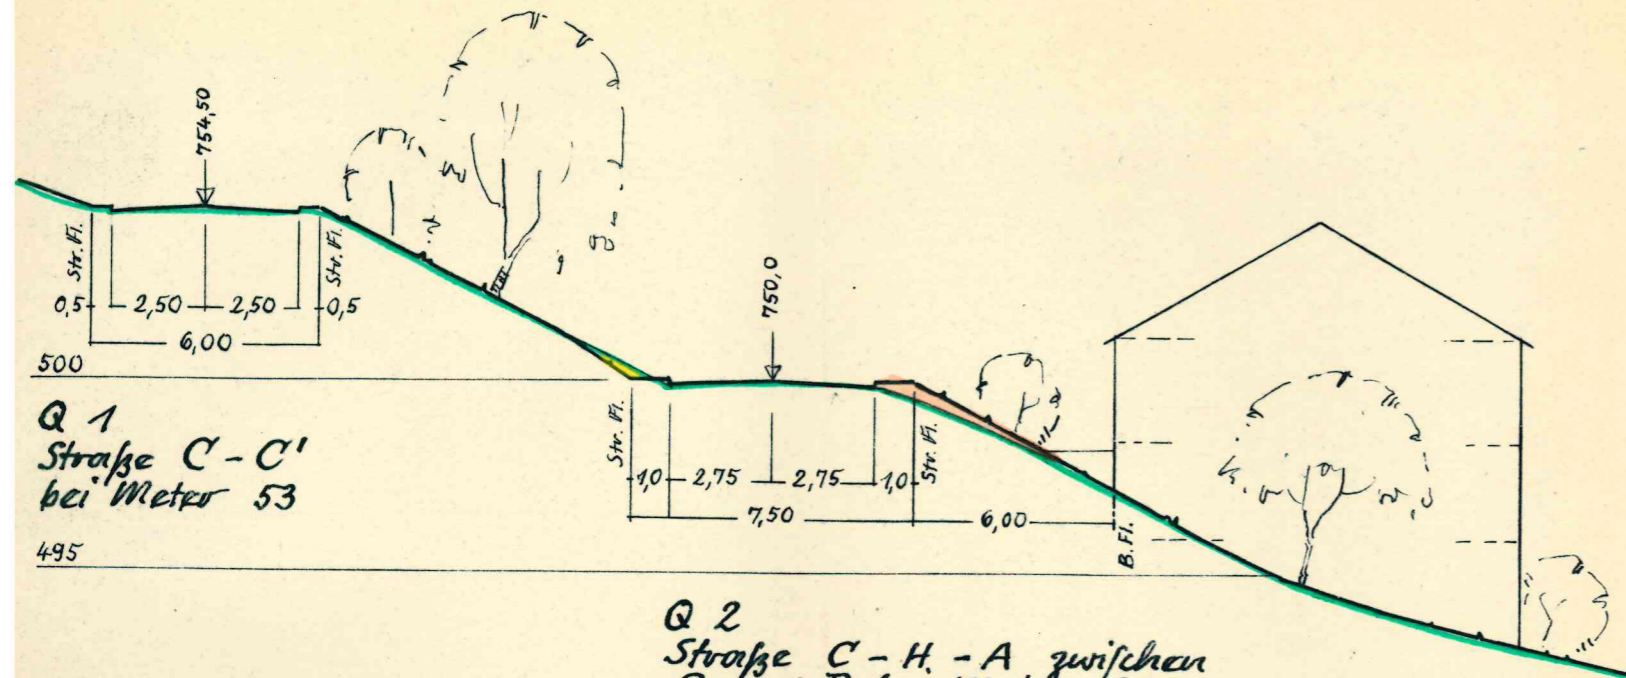 754,50
Str. Fl.
Str. Fl.
0,5 2,50 2,50 0,5
6,00
500
Q 1
Straße C - C'
bei Meter 53
495
750,0
Str. Fl.
Str. Fl.
1,0 2,75 2,75 1,0
7,50 6,00
B. Fl.
Q 2
Straße C - H. - A zwischen